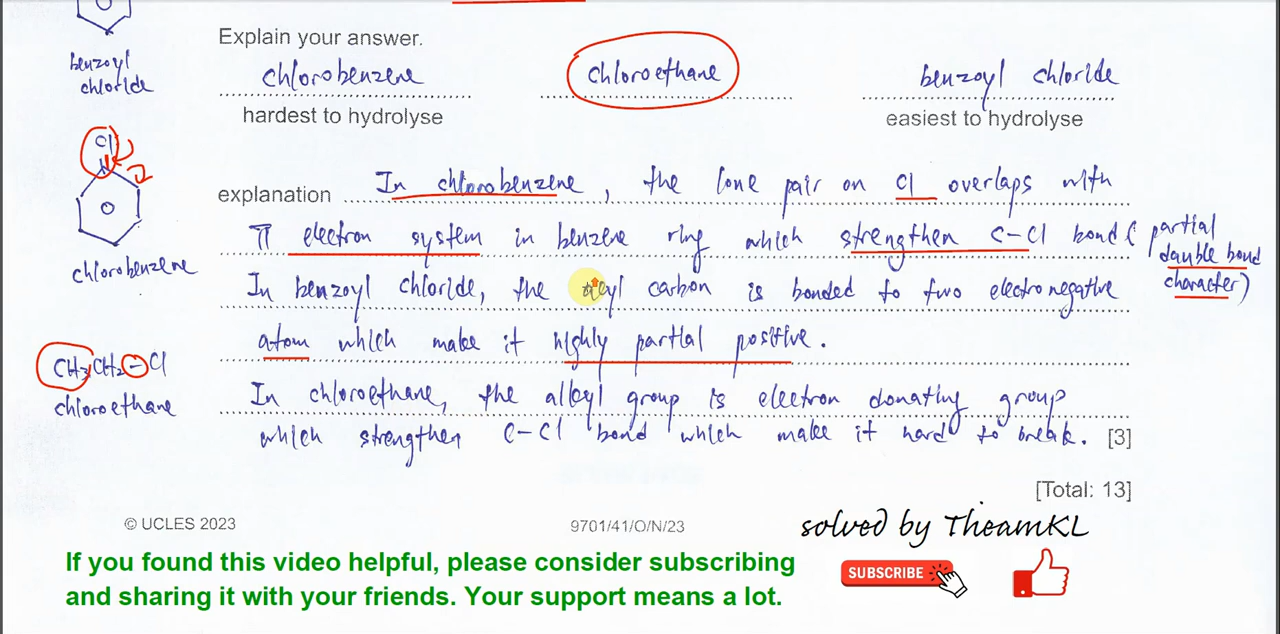 Explain your answer.
benzoyl
chloride
chlorobenzene
chloroethane
benzoyl chloride
hardest to hydrolyse
easiest to hydrolyse
Cl
chlorobenzene
explanation In chlorobenzene, the lone pair on Cl overlaps with
π electron system in benzene ring which strengthen C-Cl bond (partial
double bond
character)
In benzoyl chloride, the carbon is bonded to two electronegative
atom which make it highly partial positive.
CH3CH2-Cl
chloroethane
In chloroethane, the alkyl group is electron donating group
which strengthen C-Cl bond which make it hard to break. [3]
[Total: 13]
© UCLES 2023
9701/41/O/N/23
solved by TheamKL
If you found this video helpful, please consider subscribing
and sharing it with your friends. Your support means a lot.
SUBSCRIBE